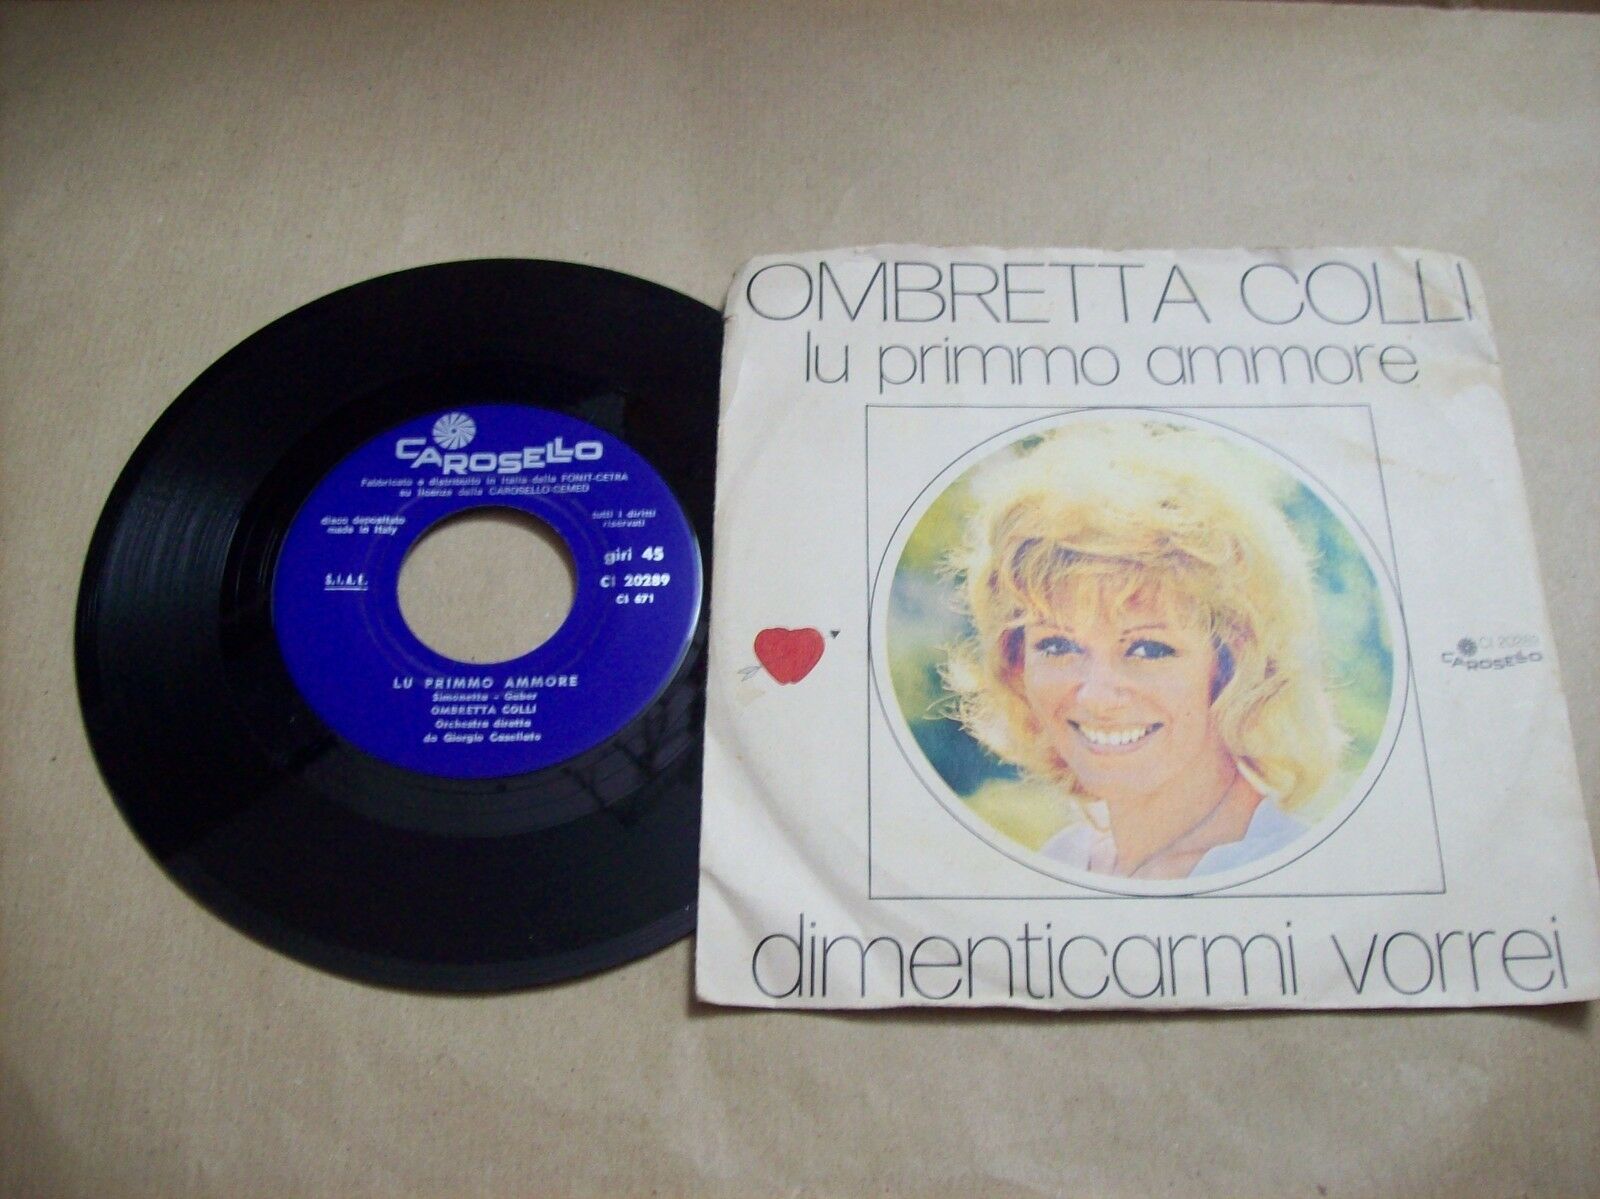 CAROSELLO
Fabbricato e distribuito in Italia dalla FONIT-CETRA
su licenza della CAROSELLO-CEMED
disco depositato
made in Italy
tutti i diritti
riservati
giri 45
S.I.A.E.
CI 20289
CI 671
LU PRIMMO AMMORE
Simonetta - Gaber
OMBRETTA COLLI
Orchestra diretta
da Giorgio Casellato
OMBRETTA COLLI
lu primmo ammore
CI 20289
CAROSELLO
dimenticarmi vorrei